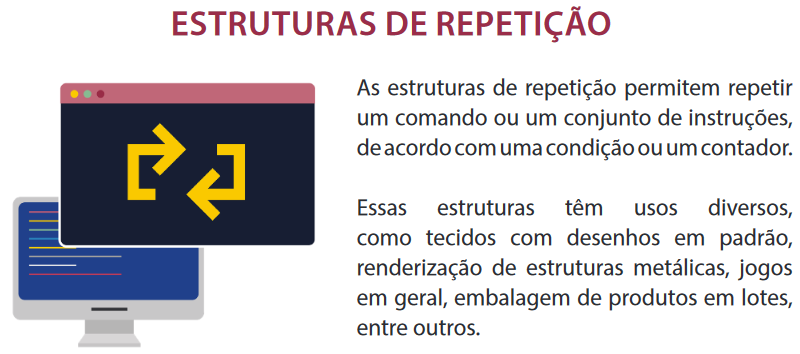 ESTRUTURAS DE REPETIÇÃO
As estruturas de repetição permitem repetir
um comando ou um conjunto de instruções,
de acordo com uma condição ou um contador.
Essas estruturas têm usos diversos,
como tecidos com desenhos em padrão,
renderização de estruturas metálicas, jogos
em geral, embalagem de produtos em lotes,
entre outros.